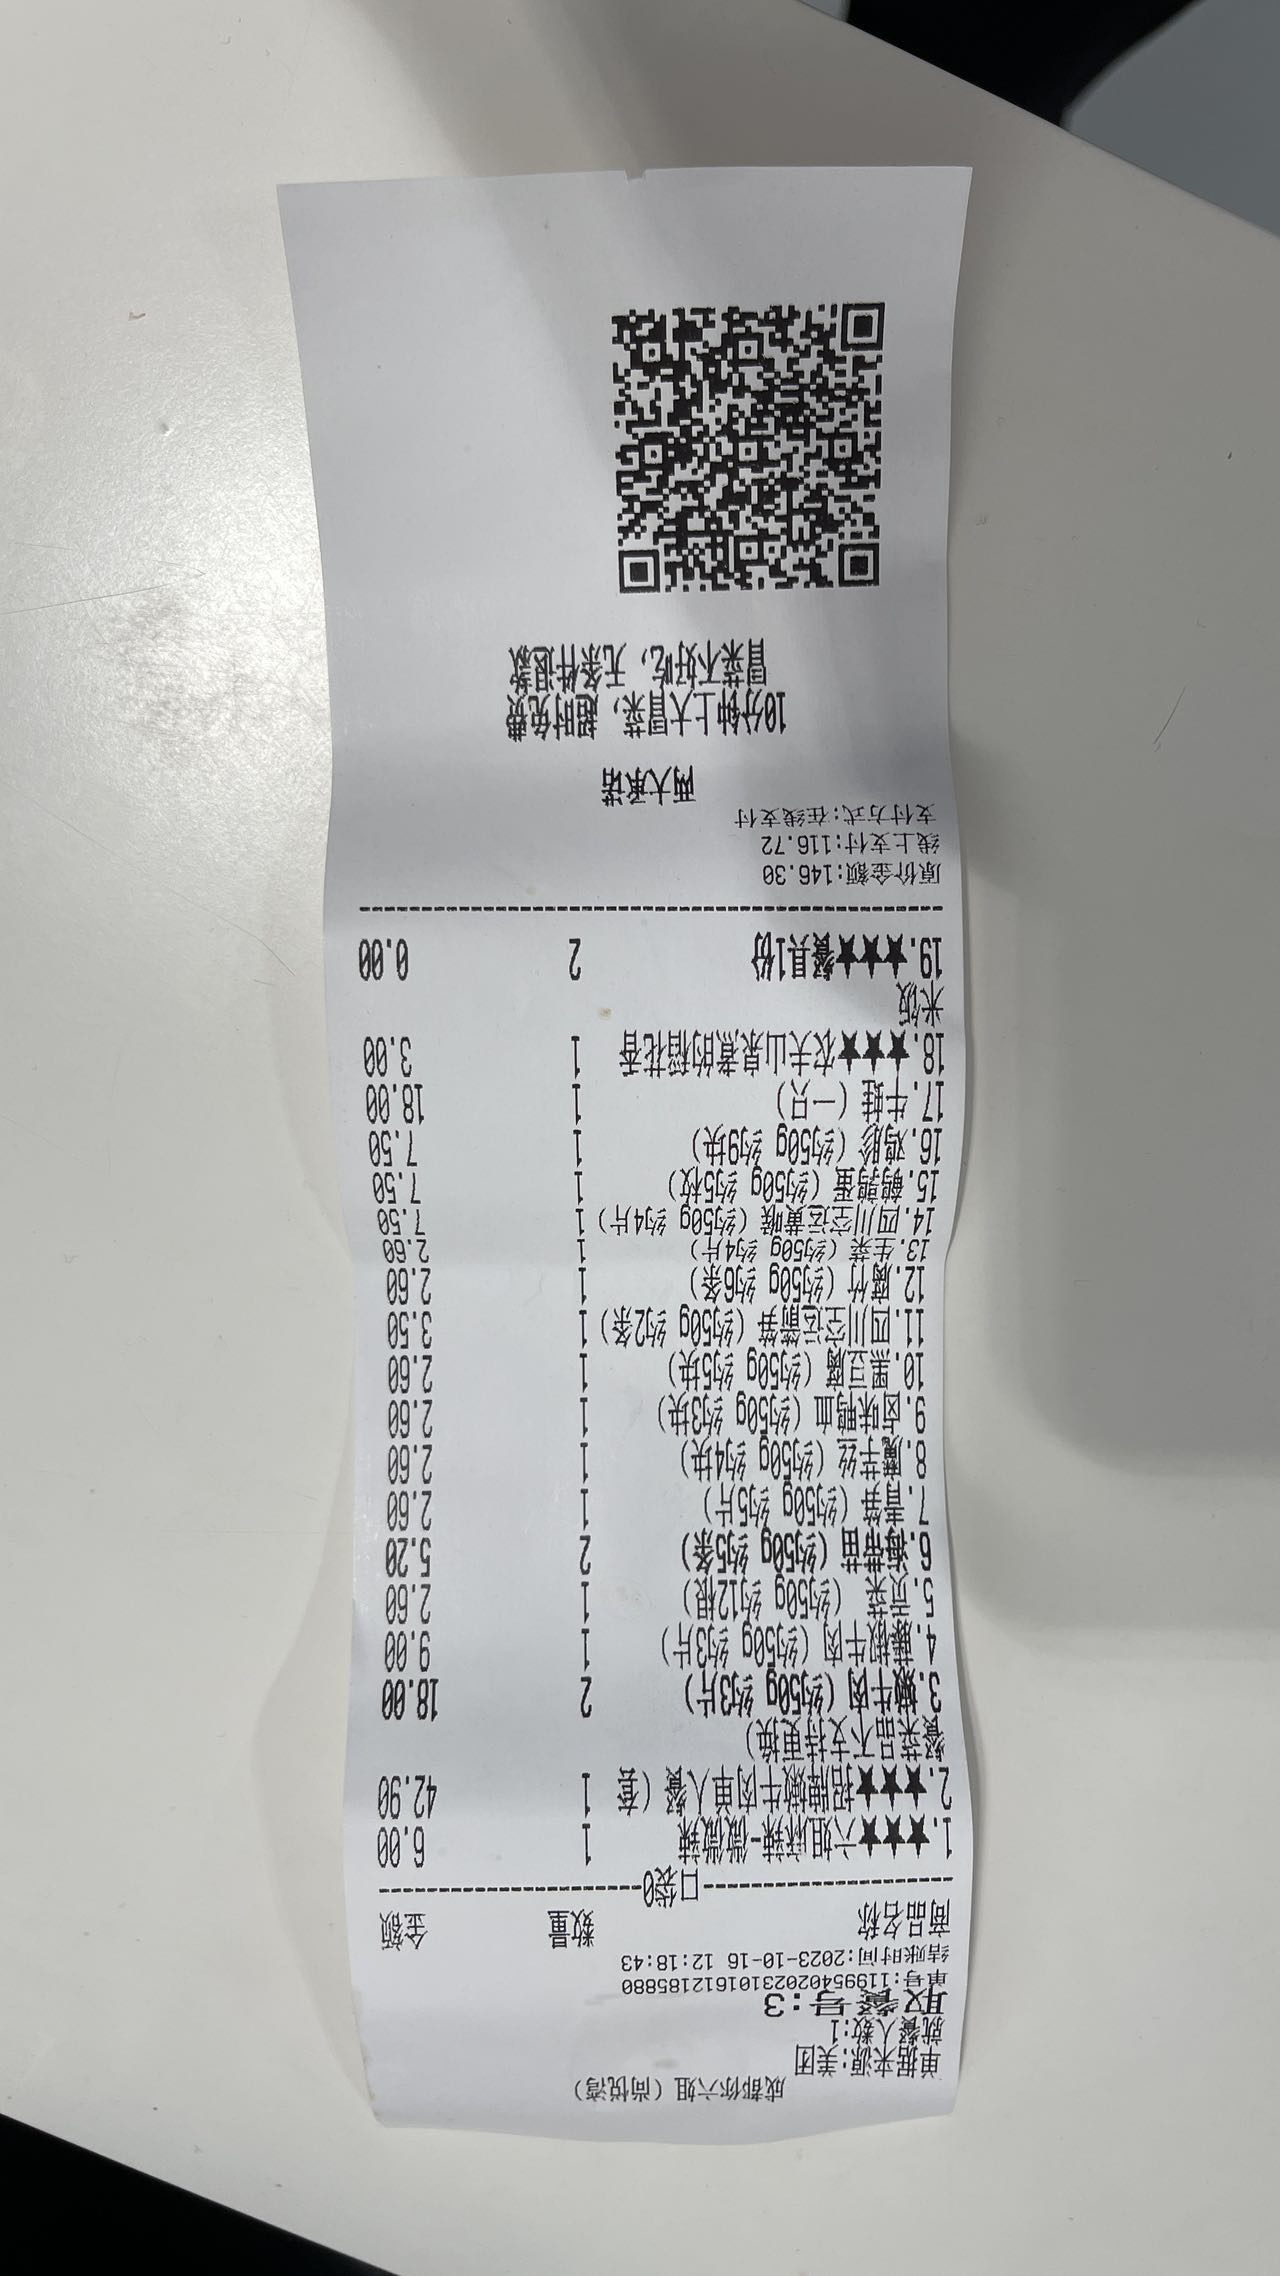 成都你六姐（尚悦湾）
单据来源:美团
就餐人数:1
取餐号:3
单号:11995402023101612185880
结账时间:2023-10-16 12:18:43
商品名称 数量 金额
口袋0
1.★★★六姐麻辣-微微辣 1 6.00
2.★★★招牌嫩牛肉单人餐（套 1 42.90
餐菜品不支持更换)
3.嫩牛肉（约50g 约3片) 2 18.00
4.藤椒牛肉（约50g 约3片) 1 9.00
5.贡菜（约50g 约12根) 1 2.60
6.海带苗（约50g 约5条) 2 5.20
7.青笋（约50g 约5片) 1 2.60
8.魔芋丝（约50g 约4块) 1 2.60
9.卤味鸭血（约50g 约3块) 1 2.60
10.黑豆腐（约50g 约5块) 1 2.60
11.四川空运箭笋（约50g 约2条) 1 3.50
12.腐竹（约50g 约6条) 1 2.60
13.生菜（约50g 约4片) 1 2.60
14.四川空运黄喉（约50g 约4片) 1 7.50
15.鹌鹑蛋（约50g 约5枚) 1 7.50
16.鸡胗（约50g 约9块) 1 7.50
17.牛蛙（一只) 1 18.00
18.★★★农夫山泉煮的稻花香 1 3.00
米饭
19.★★★餐具1份 2 0.00
原价金额:146.30
线上支付:116.72
支付方式:在线支付
两大承诺
10分钟上大冒菜，超时免费
冒菜不好吃，无条件退款